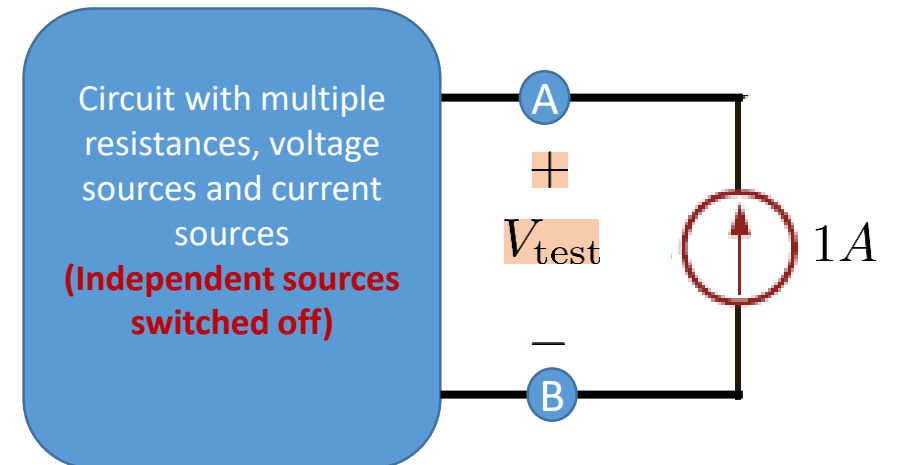 Circuit with multiple
resistances, voltage
sources and current
sources
(Independent sources
switched off)
A
+
V_test
−
B
1A